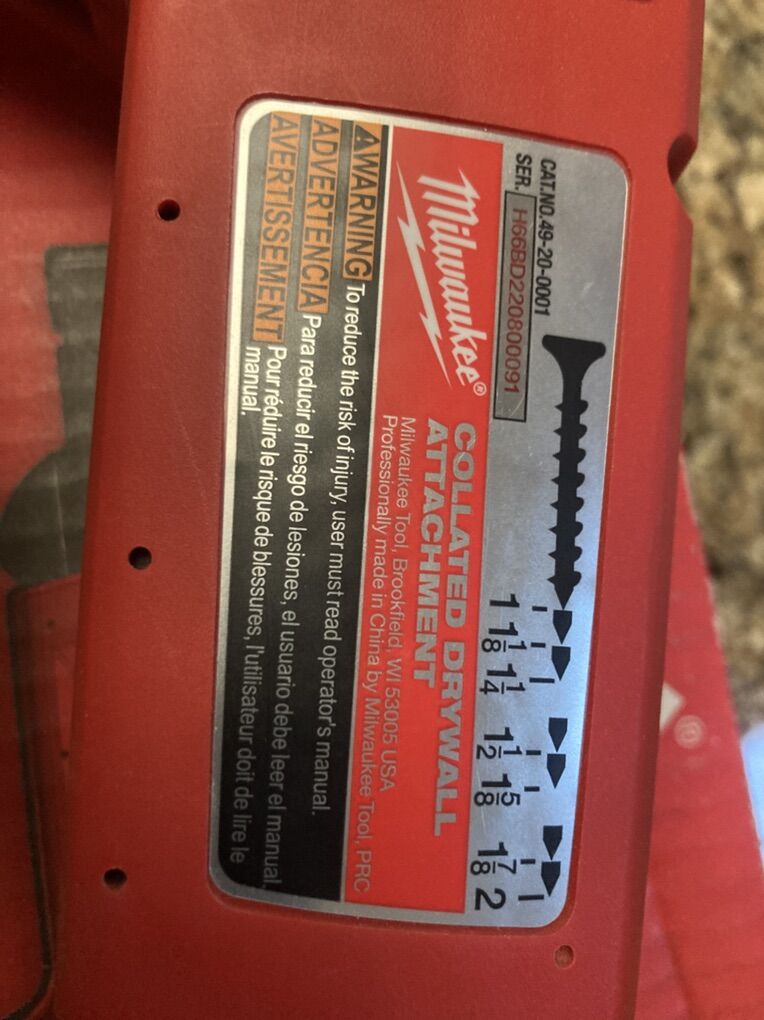 CAT.NO.49-20-0001
SER. H66BD220800091
1 1 1/8 1 1/4 1 1/2 1 5/8 1 7/8 2
Milwaukee®
COLLATED DRYWALL
ATTACHMENT
Milwaukee Tool, Brookfield, WI 53005 USA
Professionally made in China by Milwaukee Tool, PRC
WARNING To reduce the risk of injury, user must read operator's manual.
ADVERTENCIA Para reducir el riesgo de lesiones, el usuario debe leer el manual.
AVERTISSEMENT Pour réduire le risque de blessures, l'utilisateur doit de lire le
manual.
®